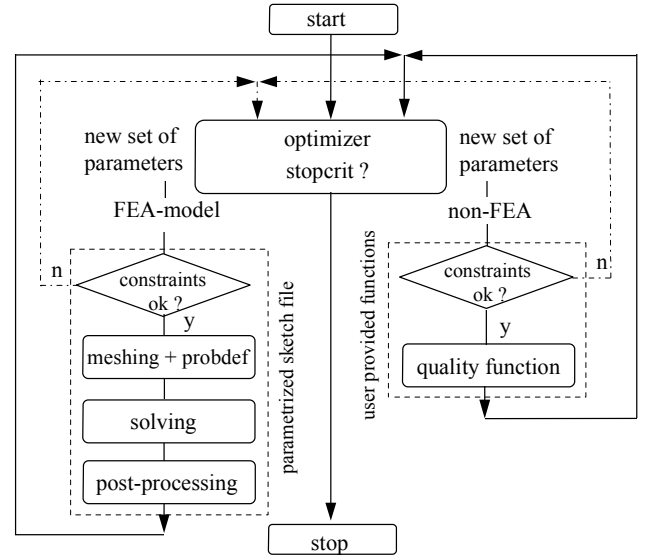 start
optimizer
stopcrit ?
new set of
parameters
FEA-model
n
constraints
ok ?
y
meshing + probdef
solving
post-processing
parametrized sketch file
new set of
parameters
non-FEA
n
constraints
ok ?
y
quality function
user provided functions
stop